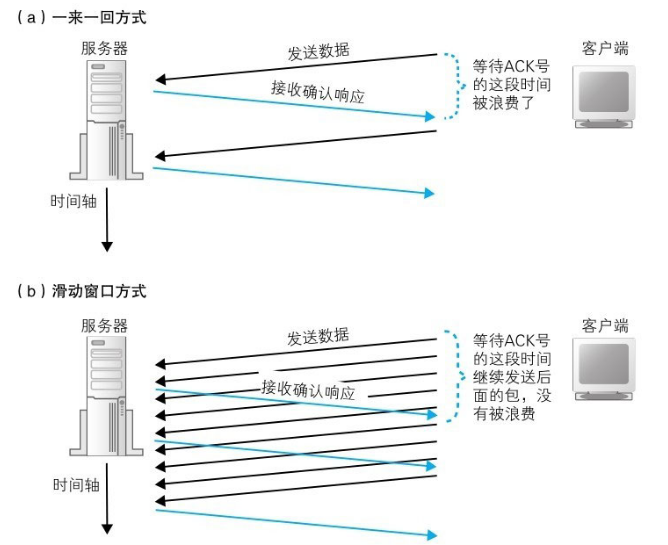 （a）一来一回方式
服务器
发送数据
客户端
接收确认响应
等待ACK号
的这段时间
被浪费了
时间轴
（b）滑动窗口方式
服务器
发送数据
客户端
接收确认响应
等待ACK号
的这段时间
继续发送后
面的包，没
有被浪费
时间轴